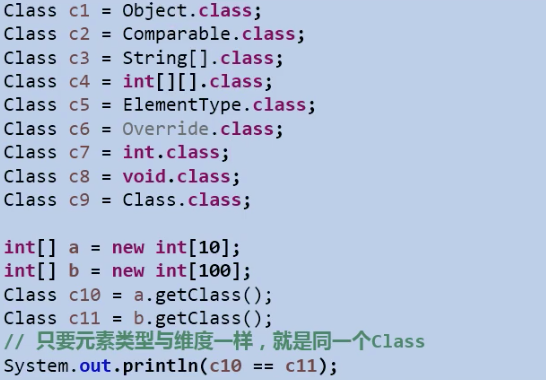 Class c1 = Object.class;
Class c2 = Comparable.class;
Class c3 = String[].class;
Class c4 = int[][].class;
Class c5 = ElementType.class;
Class c6 = Override.class;
Class c7 = int.class;
Class c8 = void.class;
Class c9 = Class.class;

int[] a = new int[10];
int[] b = new int[100];
Class c10 = a.getClass();
Class c11 = b.getClass();
// 只要元素类型与维度一样，就是同一个Class
System.out.println(c10 == c11);